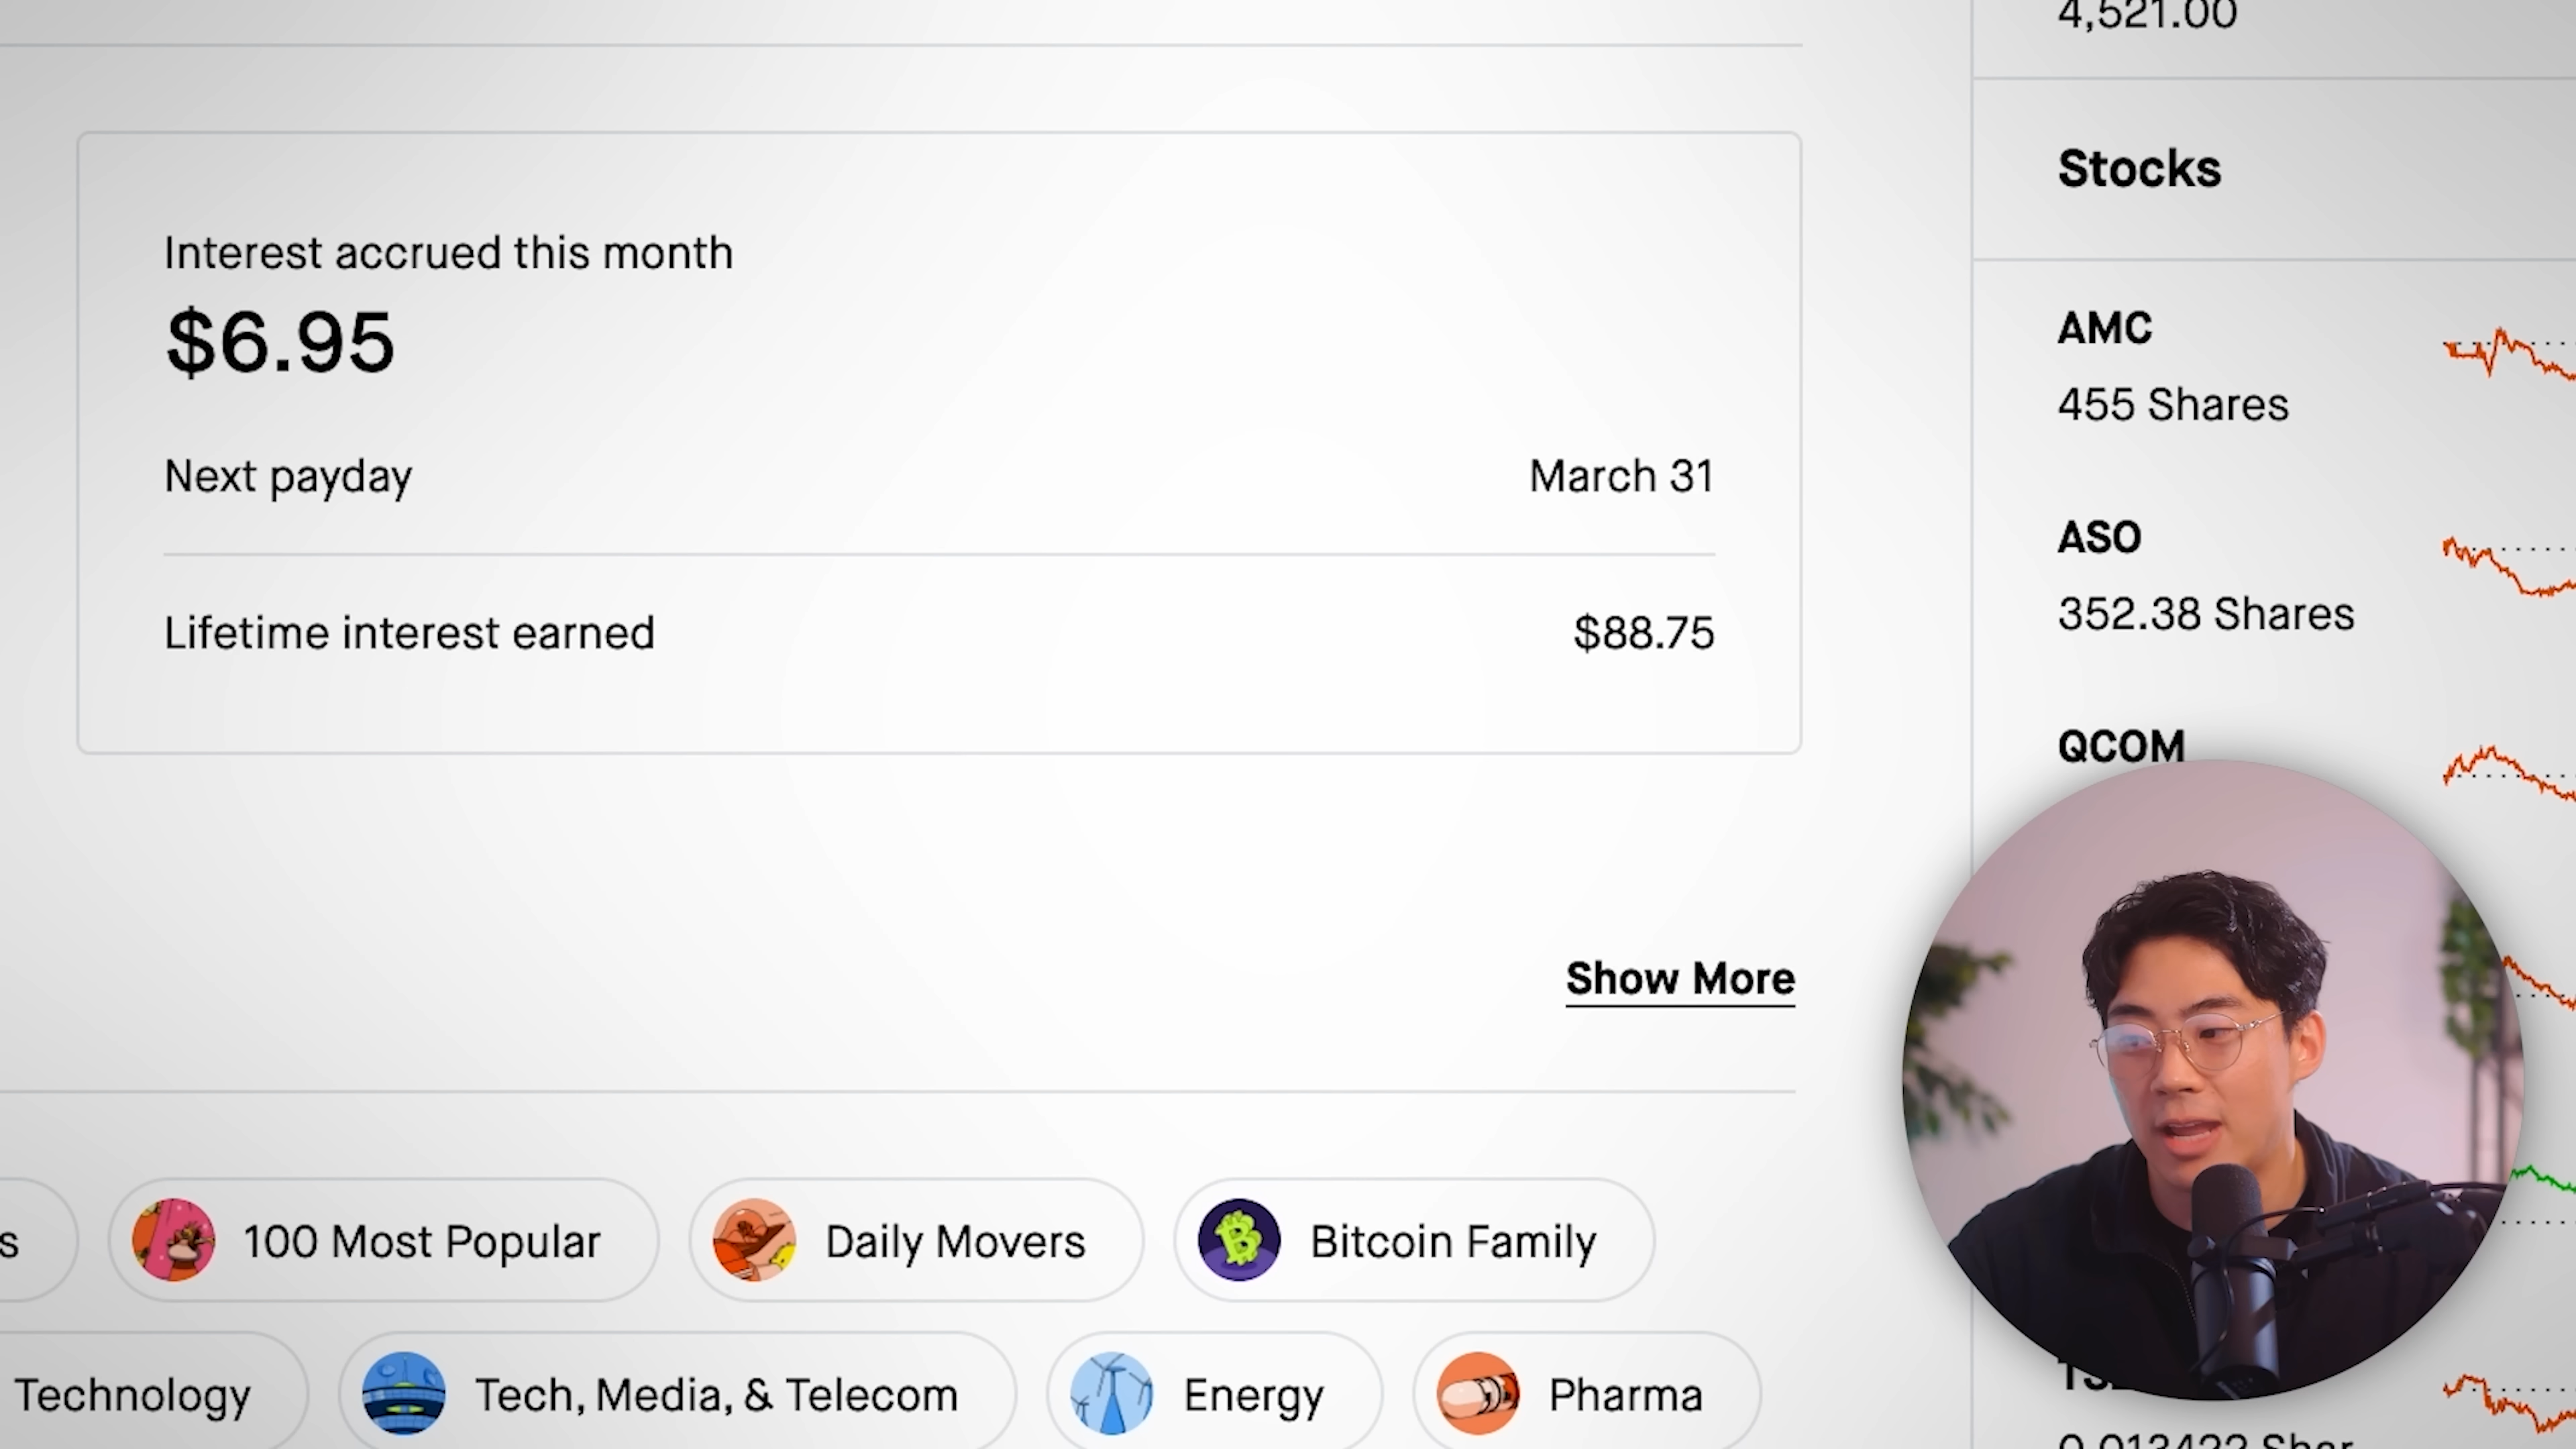 4,521.00
Stocks
Interest accrued this month
$6.95
Next payday
March 31
Lifetime interest earned
$88.75
AMC
455 Shares
ASO
352.38 Shares
QCOM
Show More
s
100 Most Popular
Daily Movers
Bitcoin Family
Technology
Tech, Media, & Telecom
Energy
Pharma